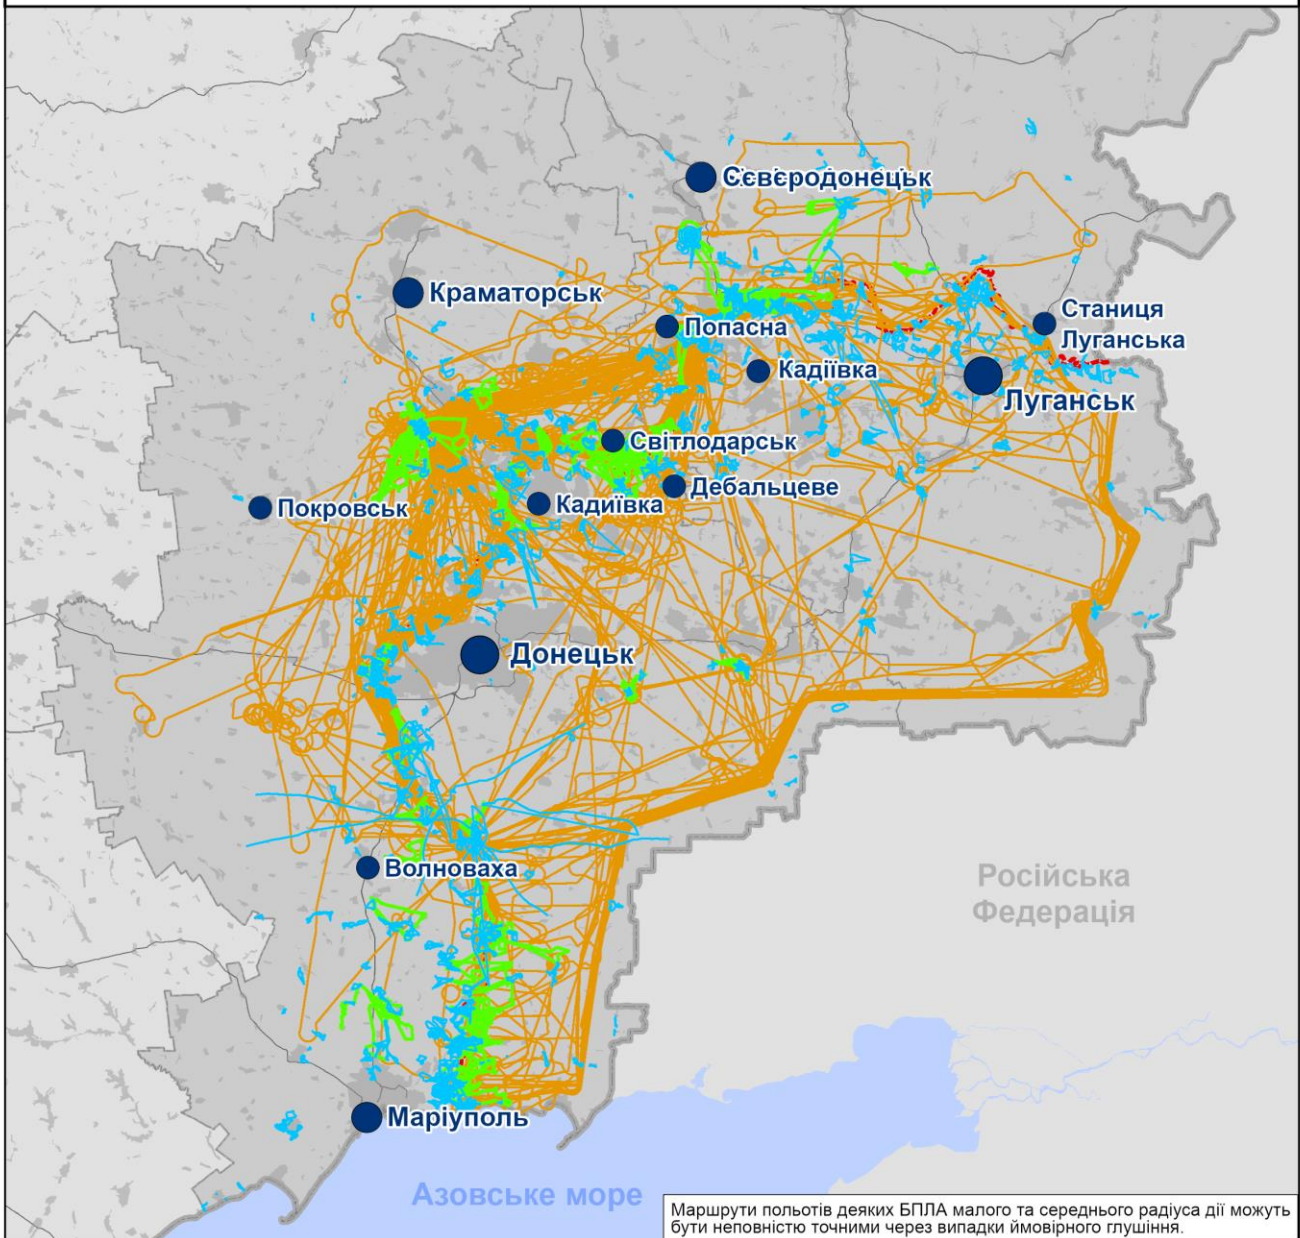 Сєвєродонецьк
Краматорськ
Станиця
Луганська
Попасна
Кадіївка
Луганськ
Світлодарськ
Дебальцеве
Покровськ
Кадиївка
Донецьк
Волноваха
Російська
Федерація
Маріуполь
Азовське море
Маршрути польотів деяких БПЛА малого та середнього радіуса дії можуть
бути неповністю точними через випадки ймовірного глушіння.